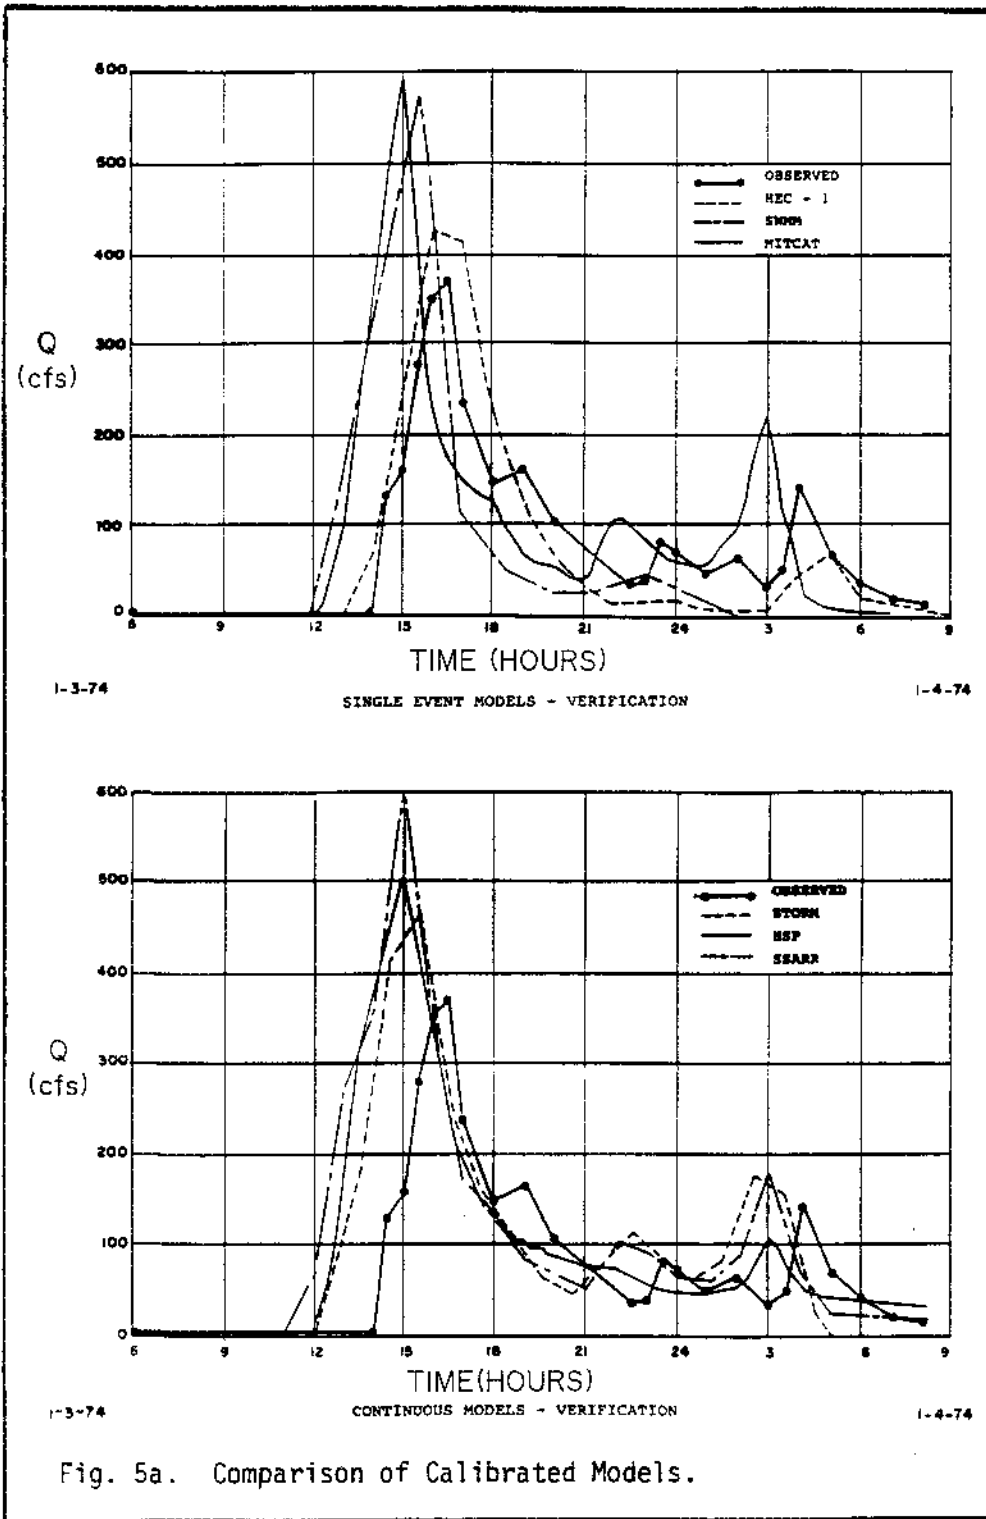 600
500
400
300
200
100
0
Q
(cfs)
OBSERVED
HEC - 1
SWMM
MITCAT
6 9 12 15 18 21 24 3 6 9
TIME (HOURS)
1-3-74
1-4-74
SINGLE EVENT MODELS - VERIFICATION
600
500
400
300
200
100
0
Q
(cfs)
OBSERVED
STORM
HSP
SSARR
6 9 12 15 18 21 24 3 6 9
TIME(HOURS)
1-3-74
1-4-74
CONTINUOUS MODELS - VERIFICATION
Fig. 5a. Comparison of Calibrated Models.